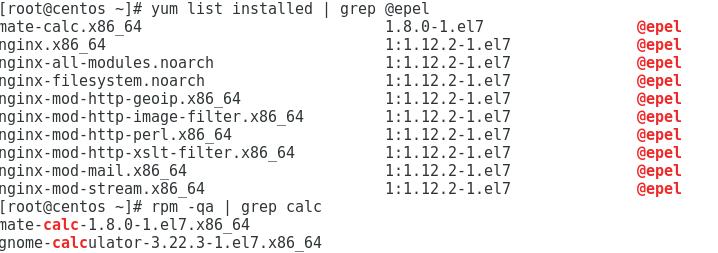 [root@centos ~]# yum list installed | grep @epel
mate-calc.x86_64 1.8.0-1.el7 @epel
nginx.x86_64 1:1.12.2-1.el7 @epel
nginx-all-modules.noarch 1:1.12.2-1.el7 @epel
nginx-filesystem.noarch 1:1.12.2-1.el7 @epel
nginx-mod-http-geoip.x86_64 1:1.12.2-1.el7 @epel
nginx-mod-http-image-filter.x86_64 1:1.12.2-1.el7 @epel
nginx-mod-http-perl.x86_64 1:1.12.2-1.el7 @epel
nginx-mod-http-xslt-filter.x86_64 1:1.12.2-1.el7 @epel
nginx-mod-mail.x86_64 1:1.12.2-1.el7 @epel
nginx-mod-stream.x86_64 1:1.12.2-1.el7 @epel
[root@centos ~]# rpm -qa | grep calc
mate-calc-1.8.0-1.el7.x86_64
gnome-calculator-3.22.3-1.el7.x86_64